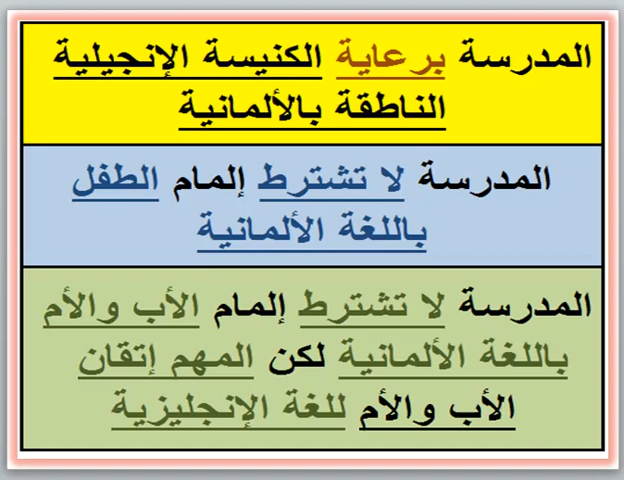 المدرسة برعاية الكنيسة الإنجيلية
الناطقة بالألمانية
المدرسة لا تشترط إلمام الطفل
باللغة الألمانية
المدرسة لا تشترط إلمام الأب والأم
باللغة الألمانية لكن المهم إتقان
الأب والأم للغة الإنجليزية